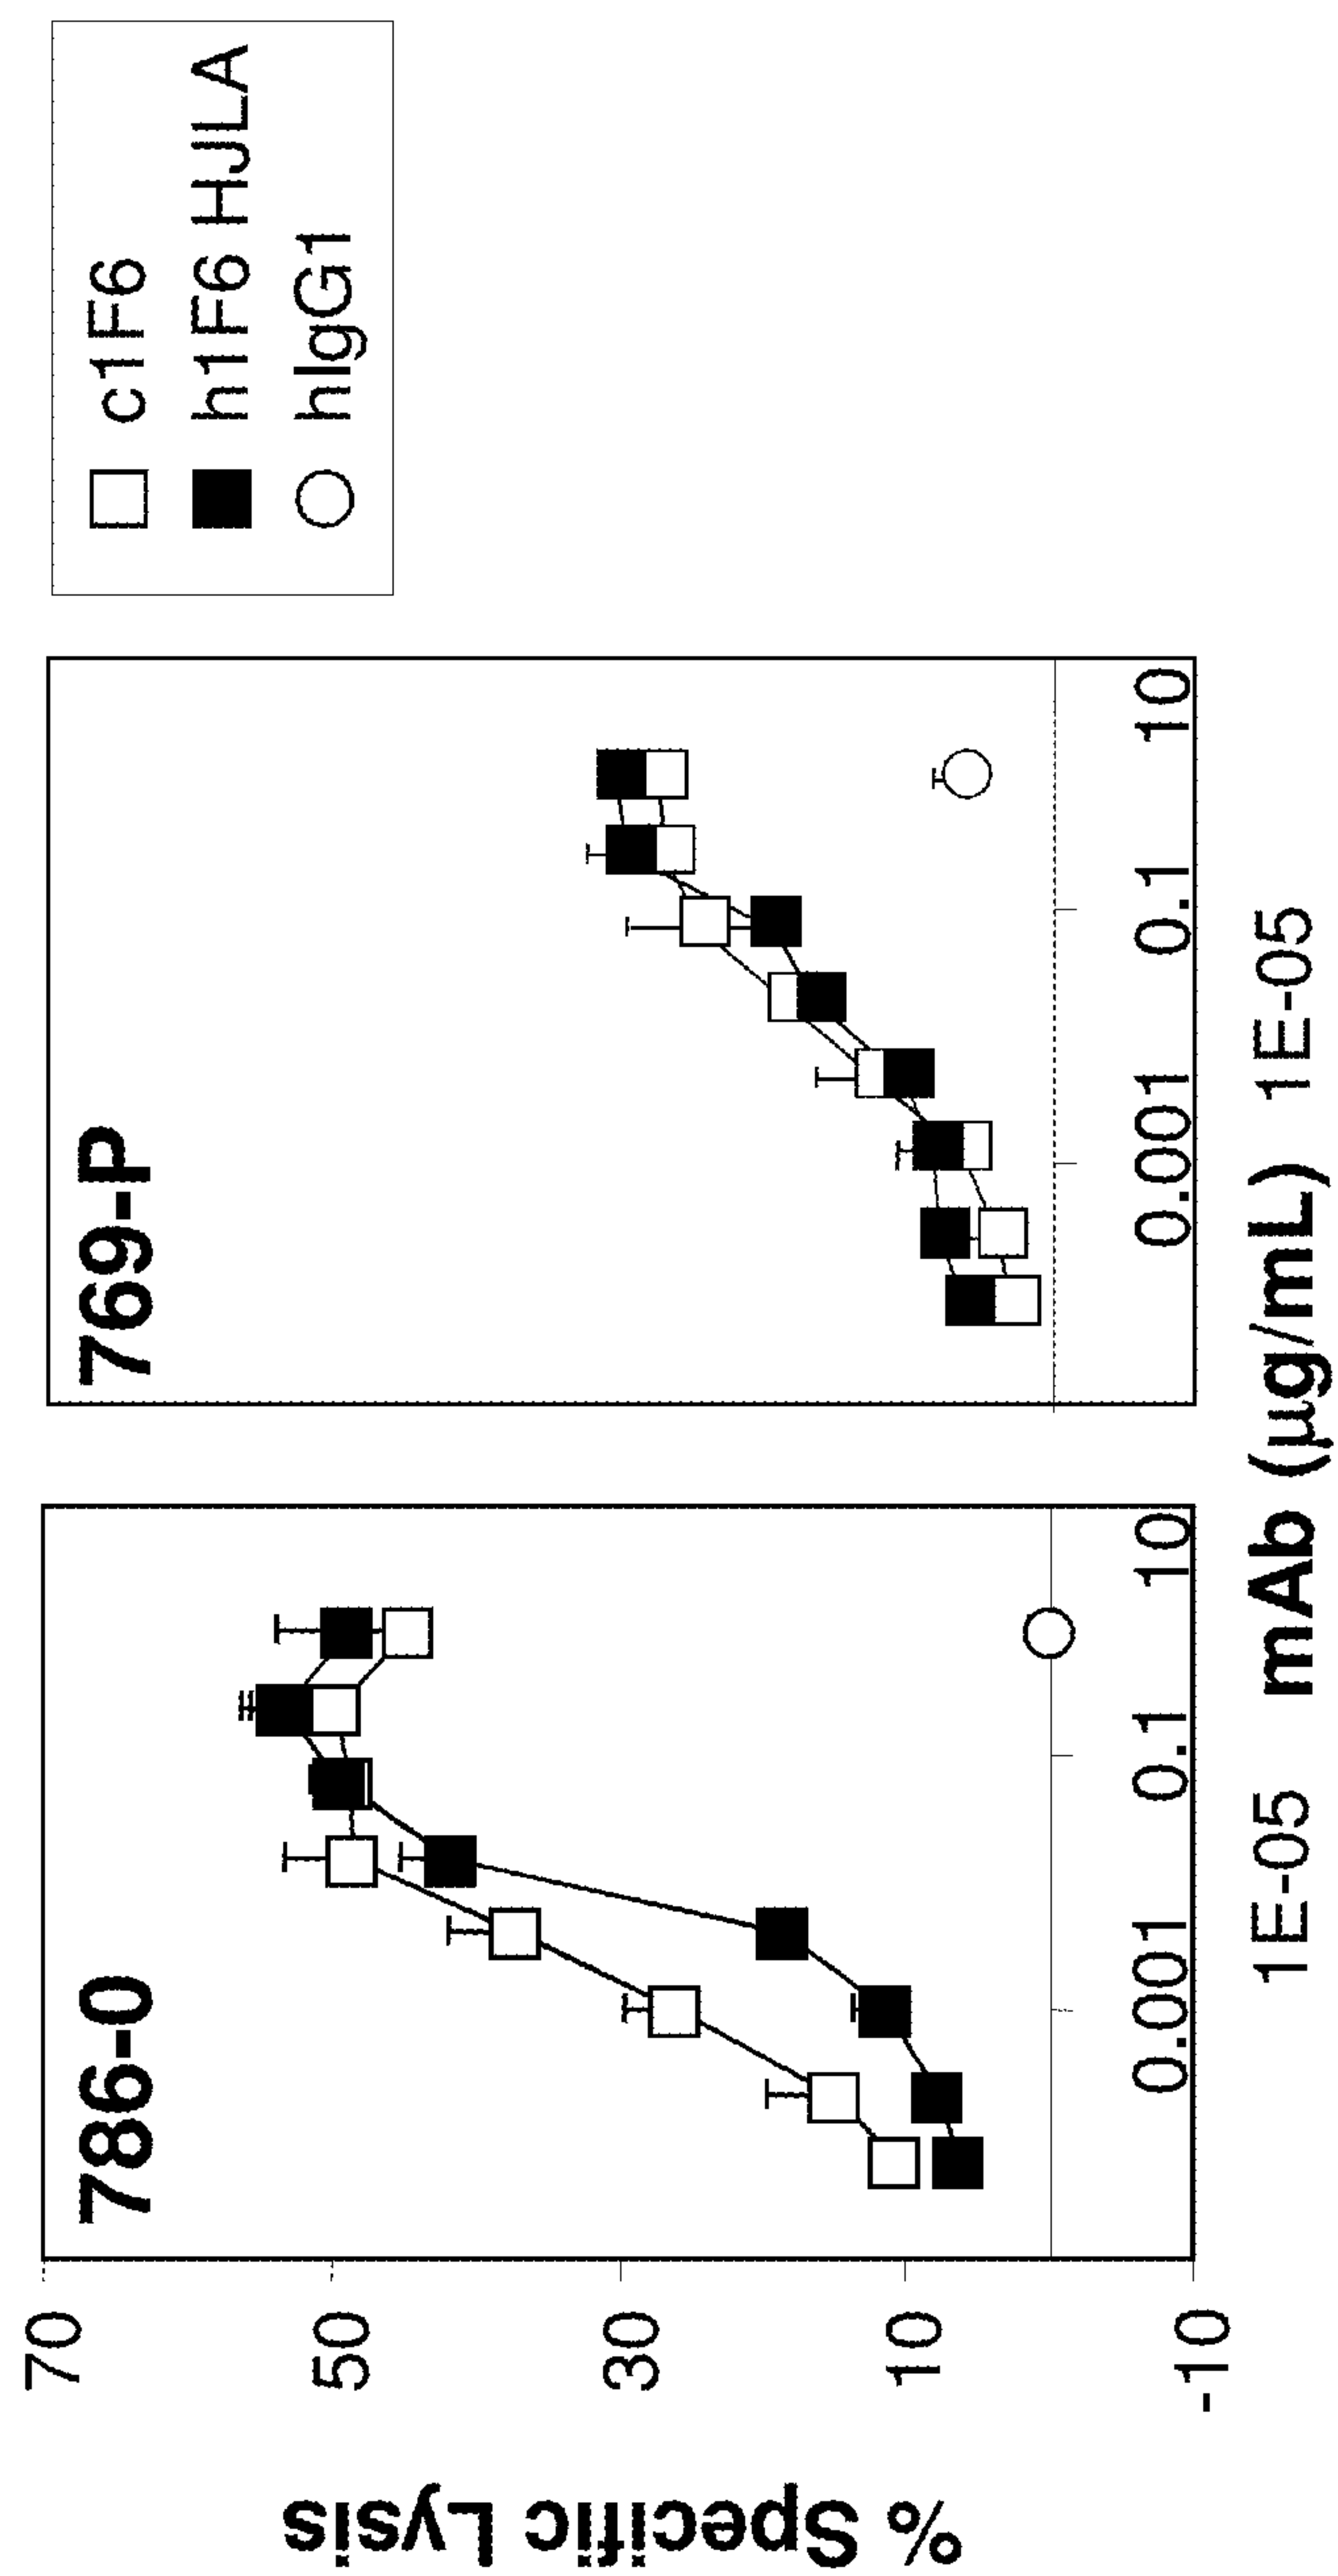 786-O
769-P
c1F6
h1F6 HJLA
hIgG1
% Specific Lysis
70
50
30
10
-10
0.001
0.1
10
0.001
0.1
10
1E-05
mAb (µg/mL)
1E-05